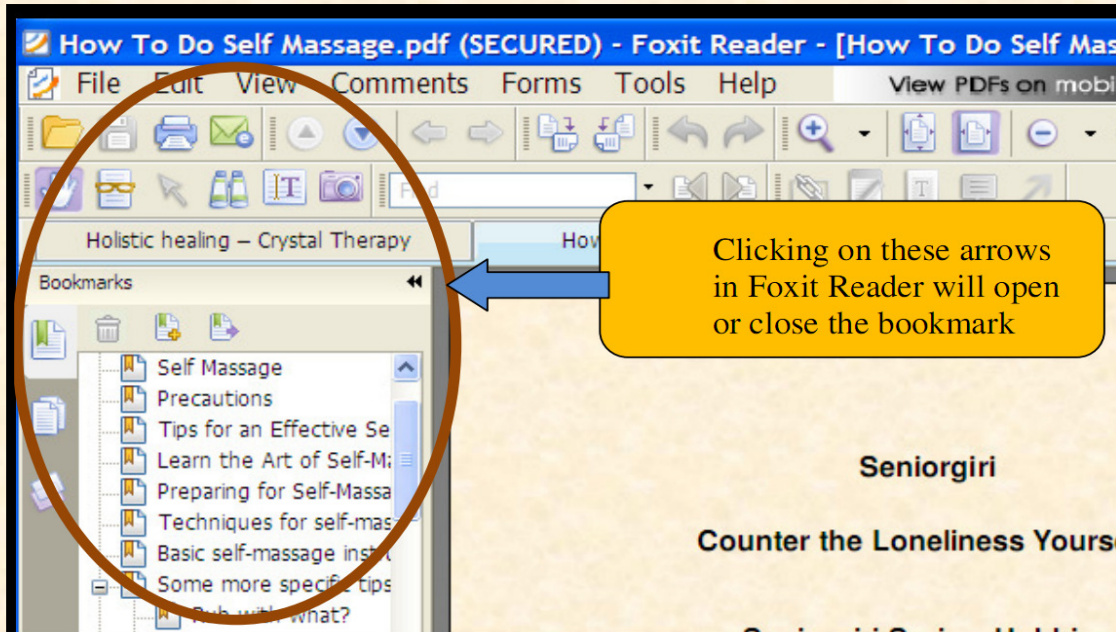 How To Do Self Massage.pdf (SECURED) - Foxit Reader - [How To Do Self Mas
File Edit View Comments Forms Tools Help View PDFs on mobi
Find
Holistic healing – Crystal Therapy How
Clicking on these arrows
in Foxit Reader will open
or close the bookmark
Bookmarks
Self Massage
Precautions
Tips for an Effective Se
Learn the Art of Self-Ma
Preparing for Self-Massa
Techniques for self-mas
Basic self-massage inst
Some more specific tips
Rub with what?
Seniorgiri
Counter the Loneliness Yourse